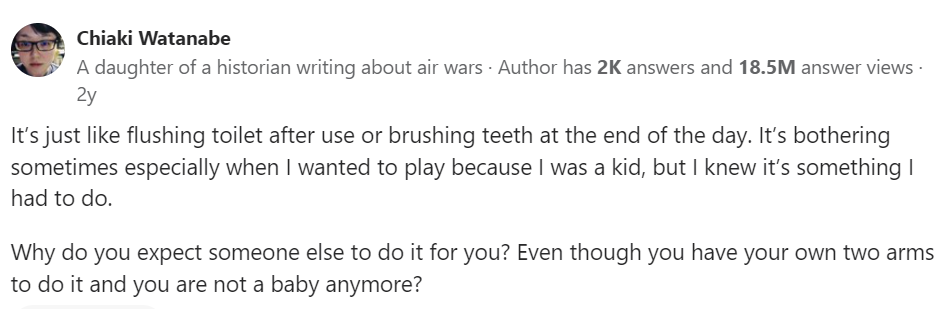 Chiaki Watanabe
A daughter of a historian writing about air wars · Author has 2K answers and 18.5M answer views ·
2y
It’s just like flushing toilet after use or brushing teeth at the end of the day. It’s bothering
sometimes especially when I wanted to play because I was a kid, but I knew it’s something I
had to do.
Why do you expect someone else to do it for you? Even though you have your own two arms
to do it and you are not a baby anymore?